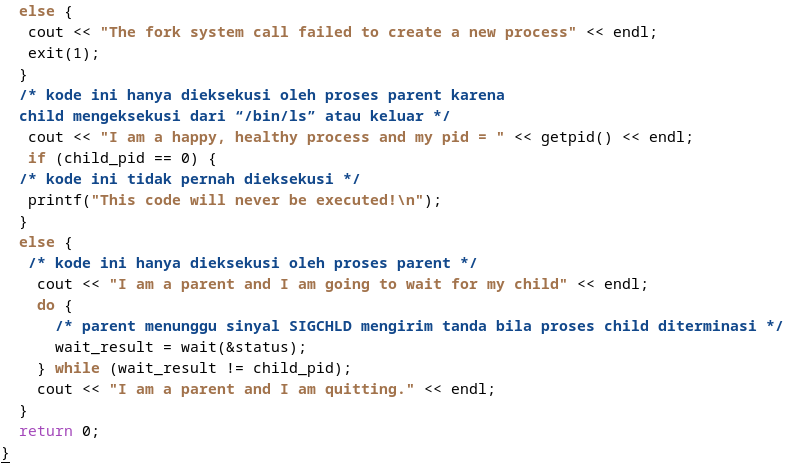 else {
cout << "The fork system call failed to create a new process" << endl;
exit(1);
}
/* kode ini hanya dieksekusi oleh proses parent karena
child mengeksekusi dari “/bin/ls” atau keluar */
cout << "I am a happy, healthy process and my pid = " << getpid() << endl;
if (child_pid == 0) {
/* kode ini tidak pernah dieksekusi */
printf("This code will never be executed!\n");
}
else {
/* kode ini hanya dieksekusi oleh proses parent */
cout << "I am a parent and I am going to wait for my child" << endl;
do {
/* parent menunggu sinyal SIGCHLD mengirim tanda bila proses child diterminasi */
wait_result = wait(&status);
} while (wait_result != child_pid);
cout << "I am a parent and I am quitting." << endl;
}
return 0;
}